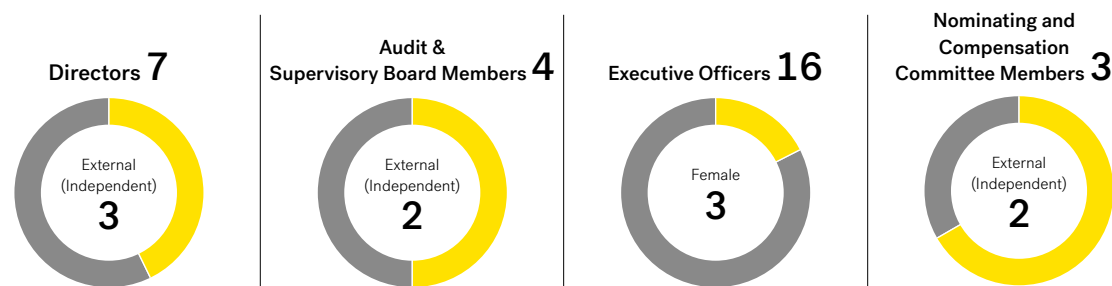 Directors 7
External
(Independent)
3
Audit &
Supervisory Board Members 4
External
(Independent)
2
Executive Officers 16
Female
3
Nominating and
Compensation
Committee Members 3
External
(Independent)
2